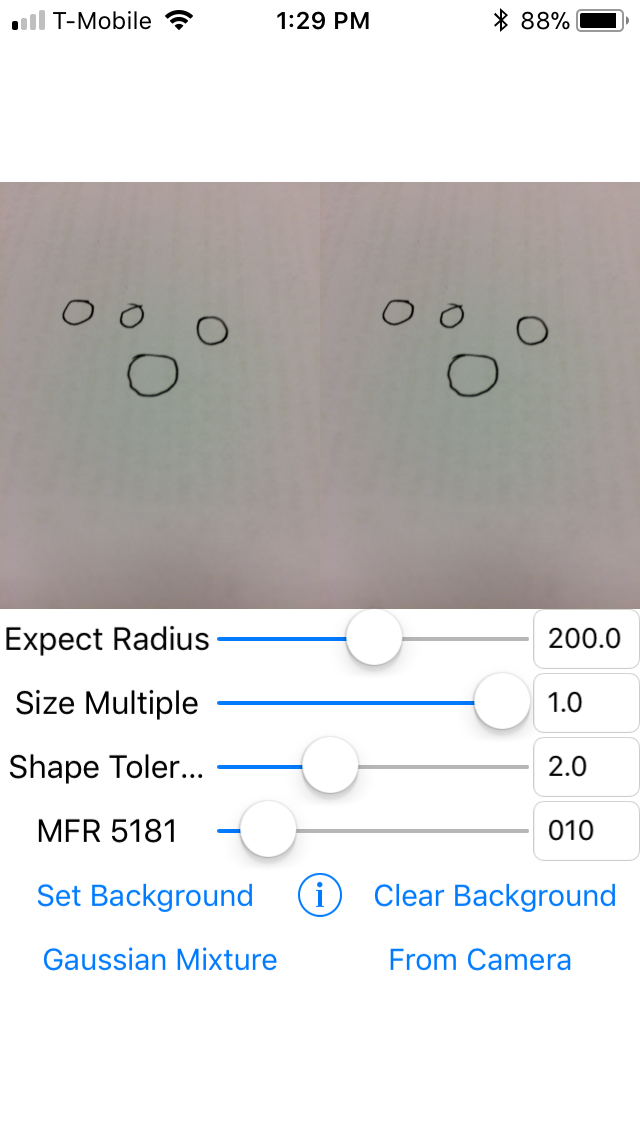 T-Mobile 1:29 PM 88%
Expect Radius 200.0
Size Multiple 1.0
Shape Toler... 2.0
MFR 5181 010
Set Background i Clear Background
Gaussian Mixture From Camera